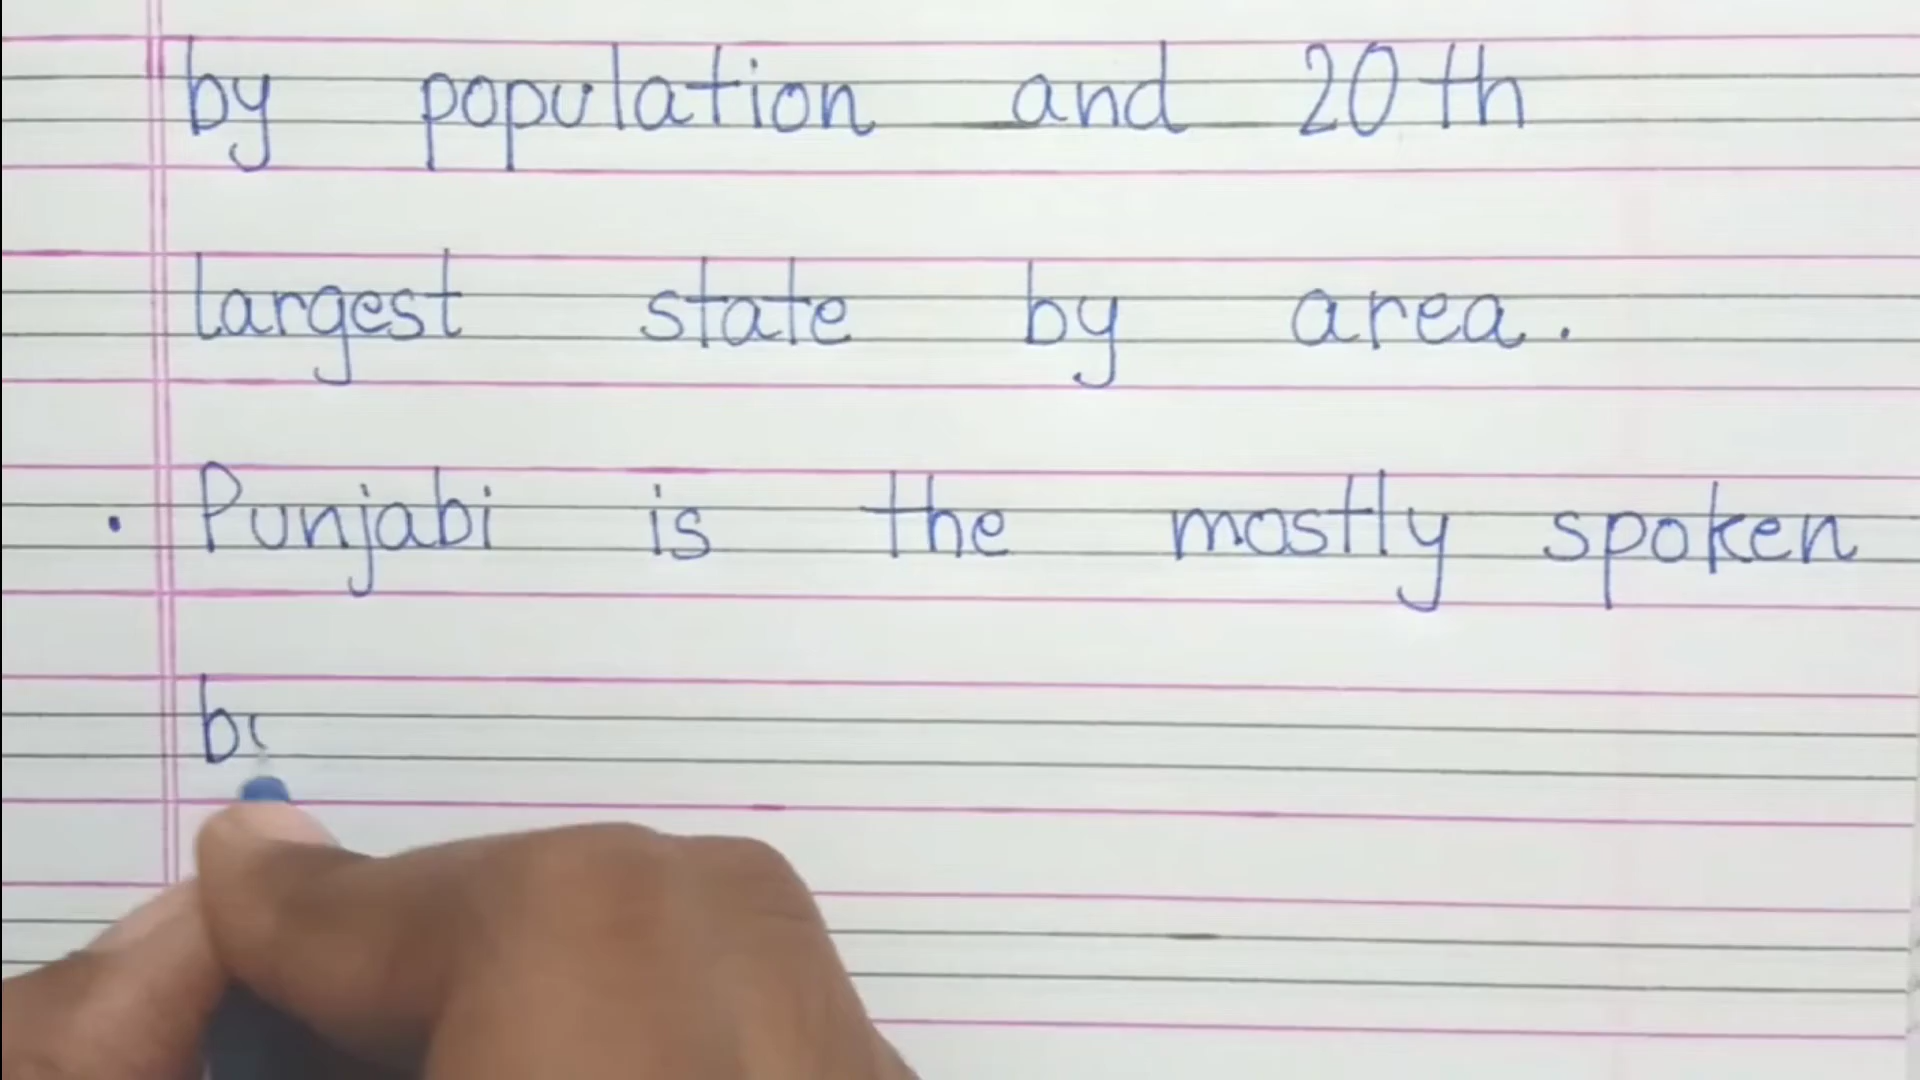 by population and 20th
largest state by area.
• Punjabi is the mostly spoken
b